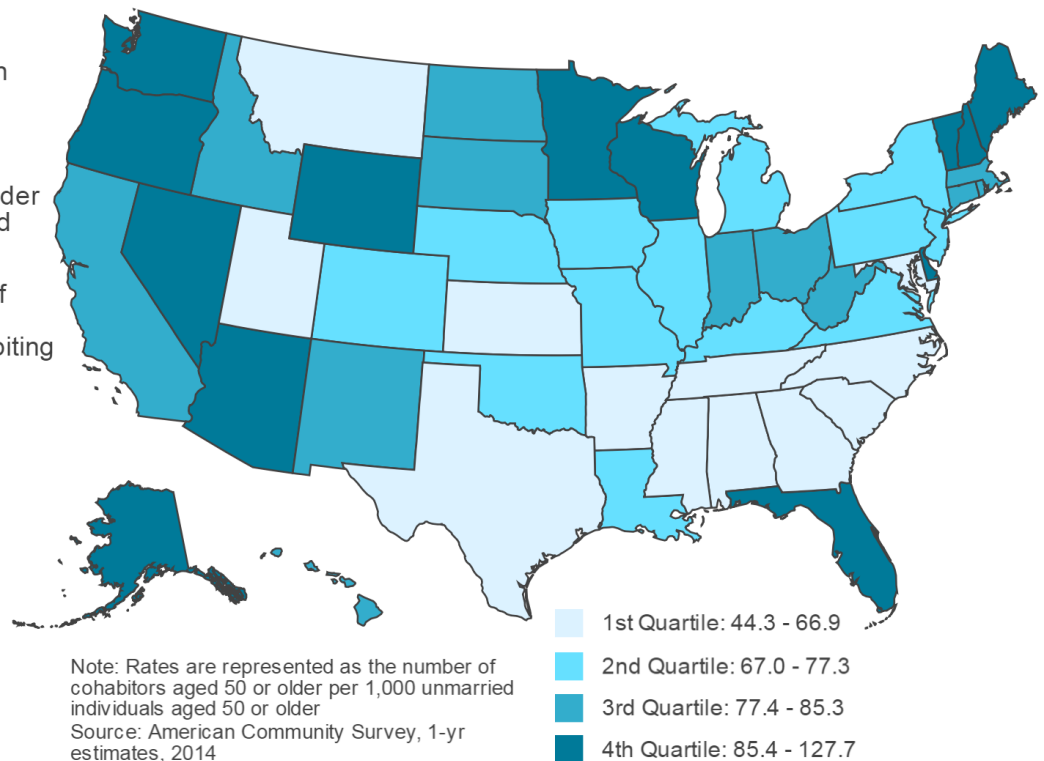 n
der
d
f
biting
1st Quartile: 44.3 - 66.9
2nd Quartile: 67.0 - 77.3
3rd Quartile: 77.4 - 85.3
4th Quartile: 85.4 - 127.7
Note: Rates are represented as the number of
cohabitors aged 50 or older per 1,000 unmarried
individuals aged 50 or older
Source: American Community Survey, 1-yr
estimates, 2014